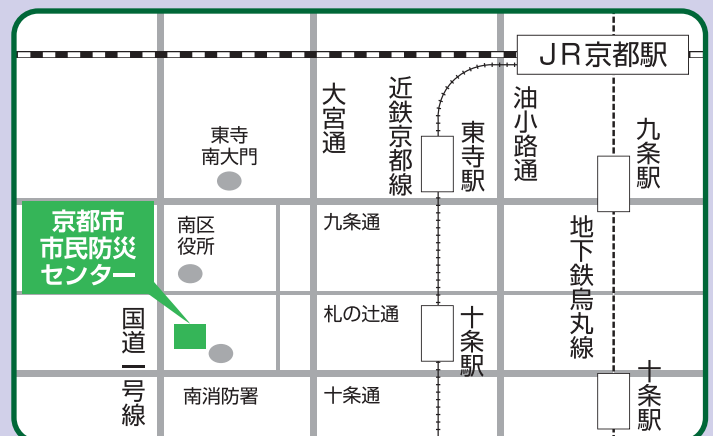 JR京都駅
大宮通
近鉄京都線
東寺駅
油小路通
九条駅
東寺
南大門
京都市
市民防災
センター
南区
役所
九条通
地下鉄烏丸線
国道一号線
札の辻通
十条駅
十条駅
南消防署
十条通